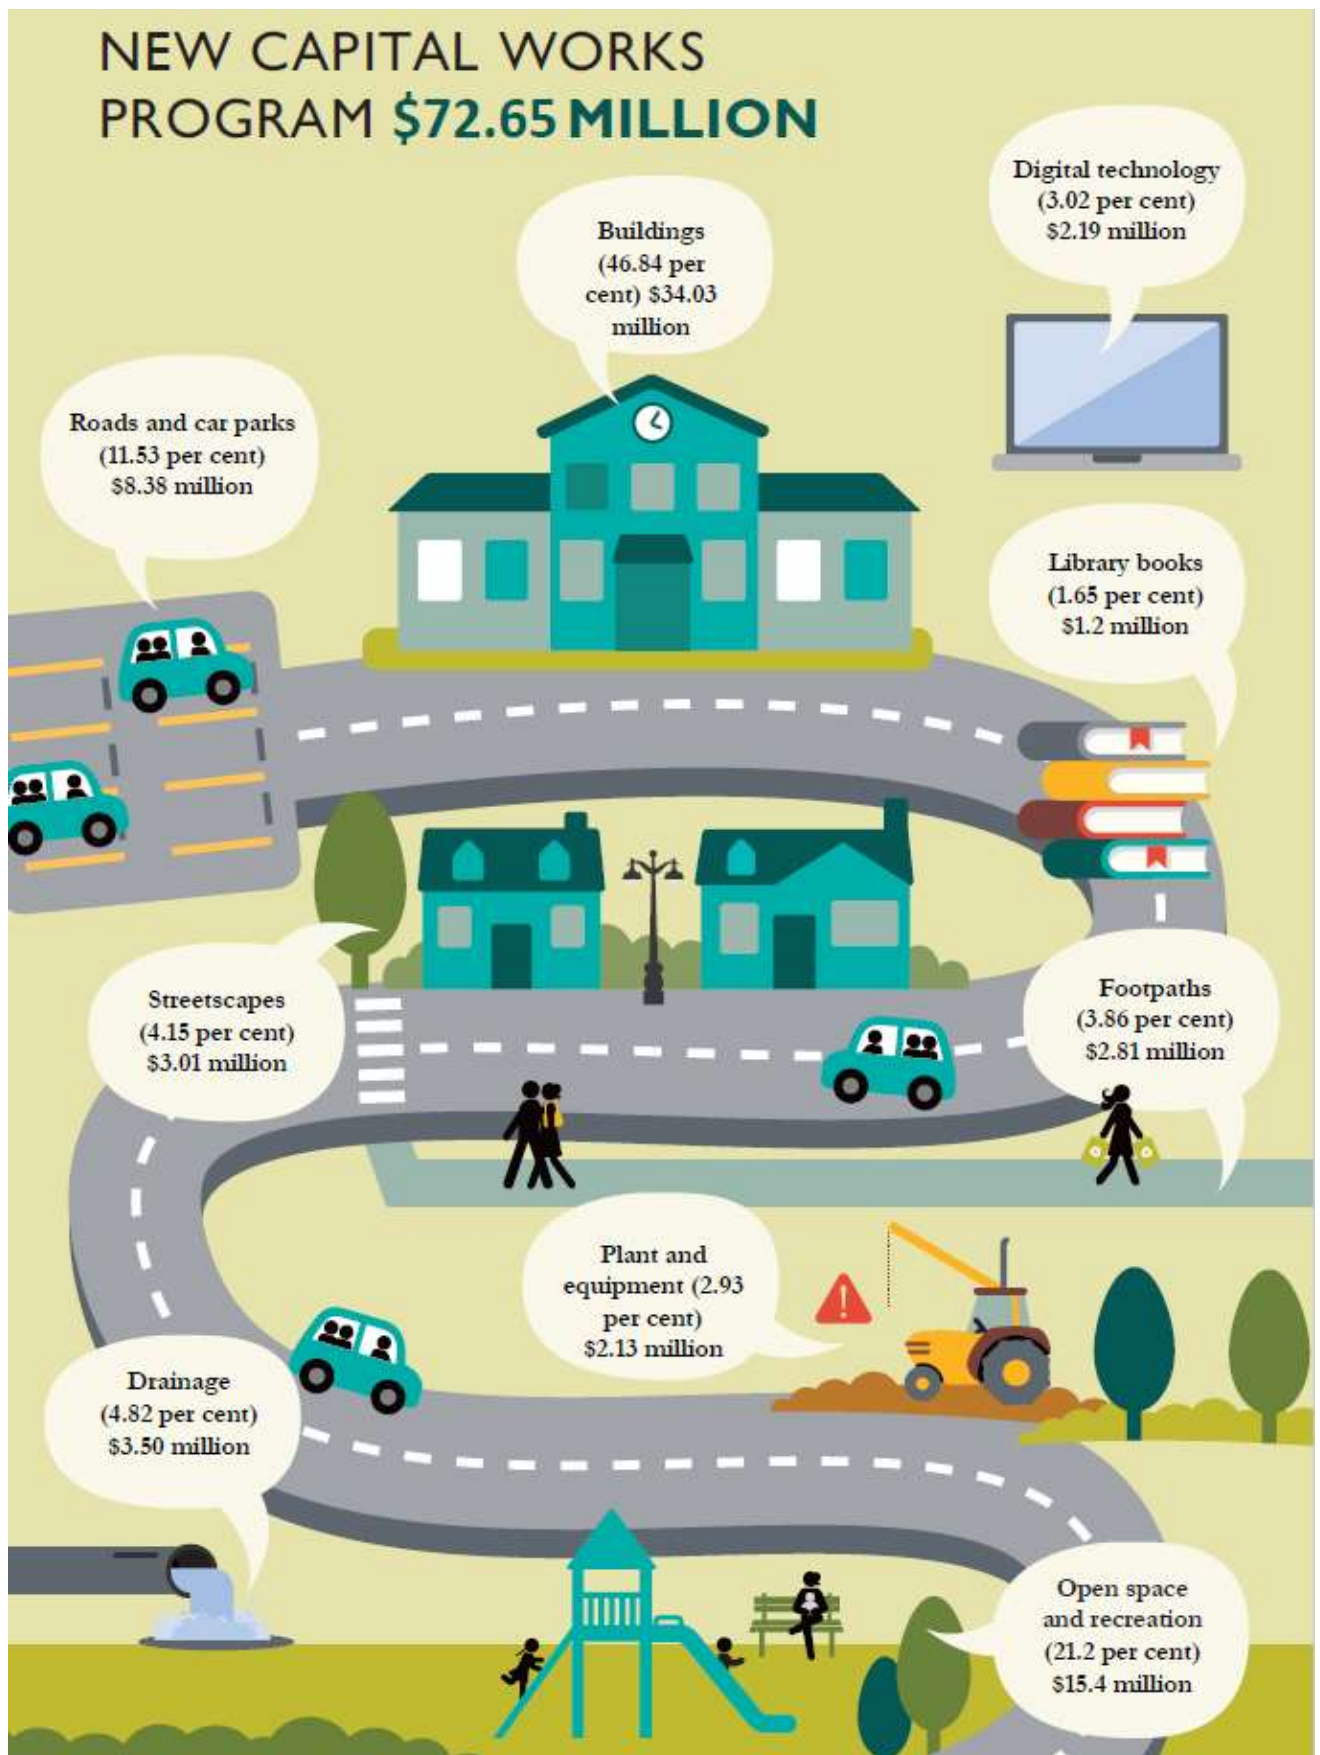 NEW CAPITAL WORKS
PROGRAM $72.65 MILLION
Digital technology
(3.02 per cent)
$2.19 million
Buildings
(46.84 per
cent) $34.03
million
Roads and car parks
(11.53 per cent)
$8.38 million
Library books
(1.65 per cent)
$1.2 million
Streetscapes
(4.15 per cent)
$3.01 million
Footpaths
(3.86 per cent)
$2.81 million
Plant and
equipment (2.93
per cent)
$2.13 million
Drainage
(4.82 per cent)
$3.50 million
Open space
and recreation
(21.2 per cent)
$15.4 million